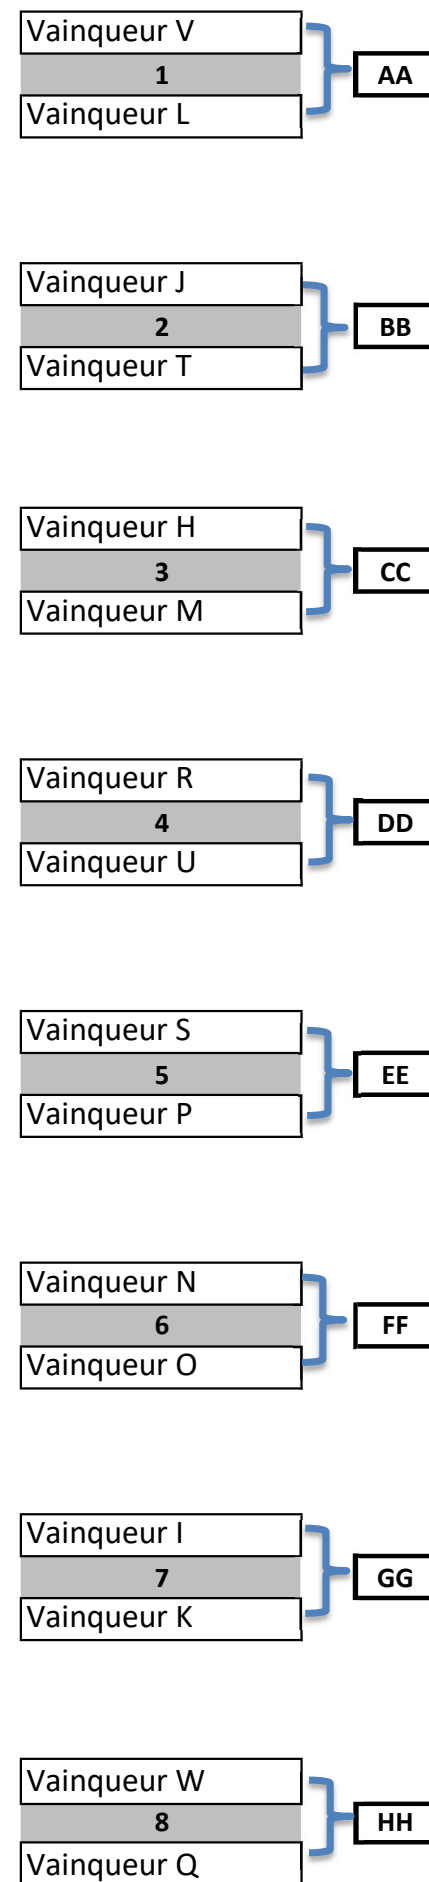 Vainqueur V
1
AA
Vainqueur L
Vainqueur J
2
BB
Vainqueur T
Vainqueur H
3
CC
Vainqueur M
Vainqueur R
4
DD
Vainqueur U
Vainqueur S
5
EE
Vainqueur P
Vainqueur N
6
FF
Vainqueur O
Vainqueur I
7
GG
Vainqueur K
Vainqueur W
8
HH
Vainqueur Q